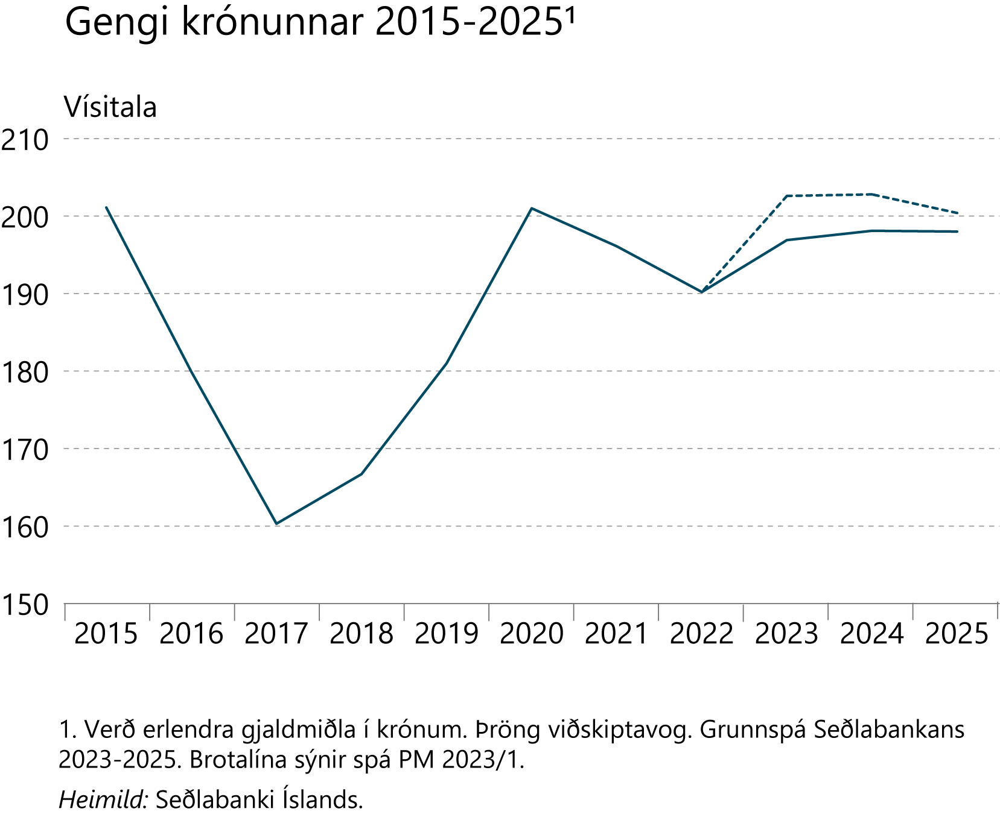 Gengi krónunnar 2015-2025¹
Vísitala
210
200
190
180
170
160
150
2015 2016 2017 2018 2019 2020 2021 2022 2023 2024 2025
1. Verð erlendra gjaldmiðla í krónum. Þröng viðskiptavog. Grunnspá Seðlabankans
2023-2025. Brotalína sýnir spá PM 2023/1.
Heimild: Seðlabanki Íslands.